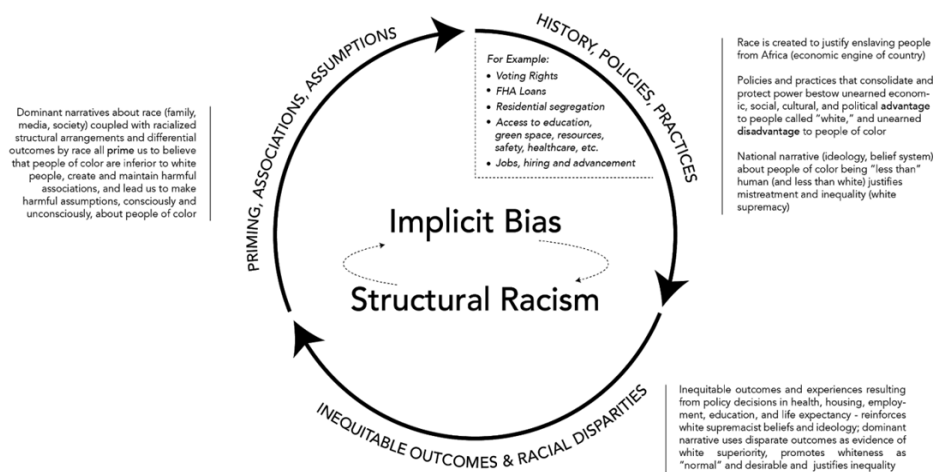 PRIMING, ASSOCIATIONS, ASSUMPTIONS
HISTORY, POLICIES, PRACTICES
For Example:
• Voting Rights
• FHA Loans
• Residential segregation
• Access to education,
green space, resources,
safety, healthcare, etc.
• Jobs, hiring and advancement
Race is created to justify enslaving people
from Africa (economic engine of country)
Policies and practices that consolidate and
protect power bestow unearned econom-
ic, social, cultural, and political advantage
to people called "white," and unearned
disadvantage to people of color
National narrative (ideology, belief system)
about people of color being "less than"
human (and less than white) justifies
mistreatment and inequality (white
supremacy)
Dominant narratives about race (family,
media, society) coupled with racialized
structural arrangements and differential
outcomes by race all prime us to believe
that people of color are inferior to white
people, create and maintain harmful
associations, and lead us to make
harmful assumptions, consciously and
unconsciously, about people of color
Implicit Bias
Structural Racism
INEQUITABLE OUTCOMES & RACIAL DISPARITIES
Inequitable outcomes and experiences resulting
from policy decisions in health, housing, employ-
ment, education, and life expectancy - reinforces
white supremacist beliefs and ideology; dominant
narrative uses disparate outcomes as evidence of
white superiority, promotes whiteness as
"normal" and desirable and justifies inequality